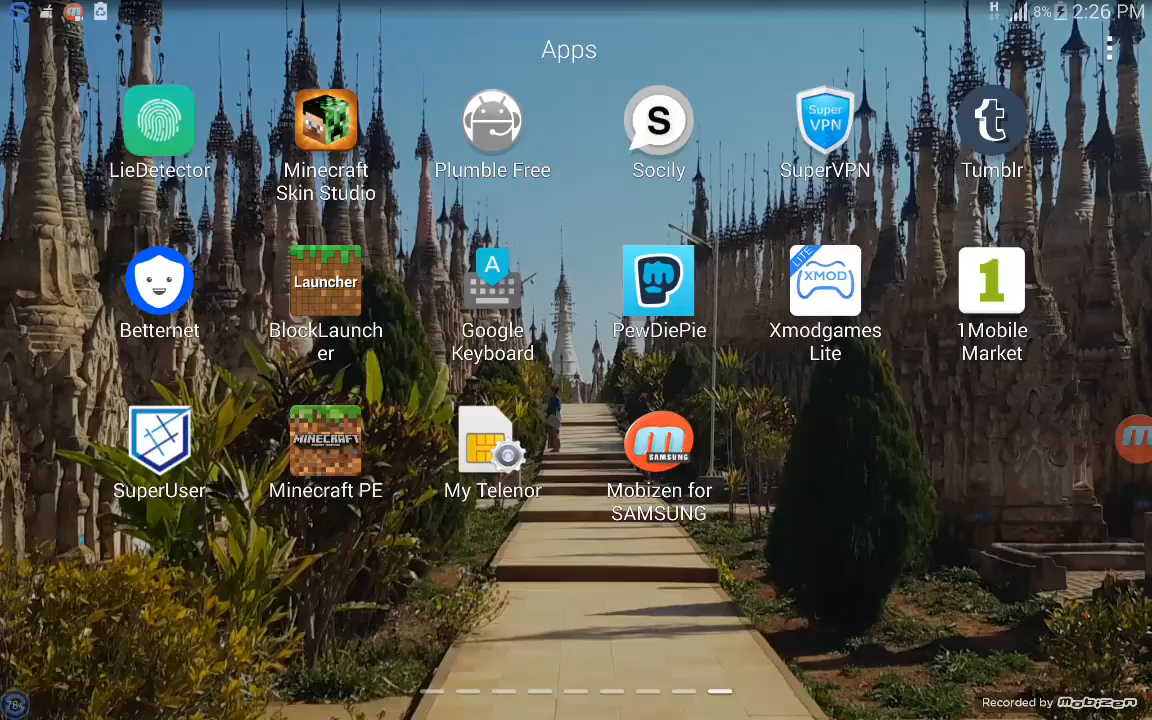 H 8% 2:26 PM
Apps
LieDetector
Minecraft
Skin Studio
Plumble Free
S
Socily
Super
VPN
SuperVPN
t
Tumblr
Betternet
Launcher
BlockLaunch
er
A
Google
Keyboard
PewDiePie
LITE
XMOD
Xmodgames
Lite
1
1Mobile
Market
SuperUser
MINECRAFT
Minecraft PE
My Telenor
m
SAMSUNG
Mobizen for
SAMSUNG
m
Recorded by mobizen